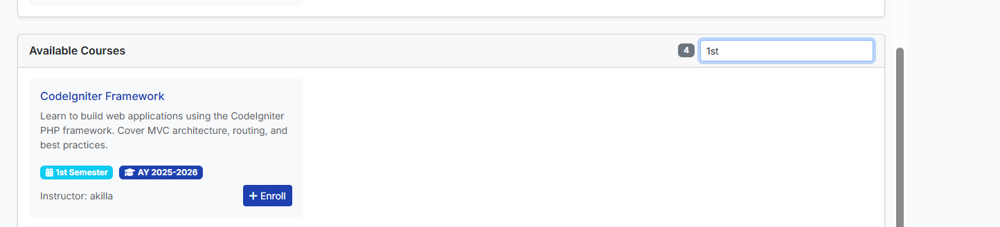 Available Courses
4
1st
CodeIgniter Framework
Learn to build web applications using the CodeIgniter
PHP framework. Cover MVC architecture, routing, and
best practices.
1st Semester
AY 2025-2026
Instructor: akilla
+ Enroll